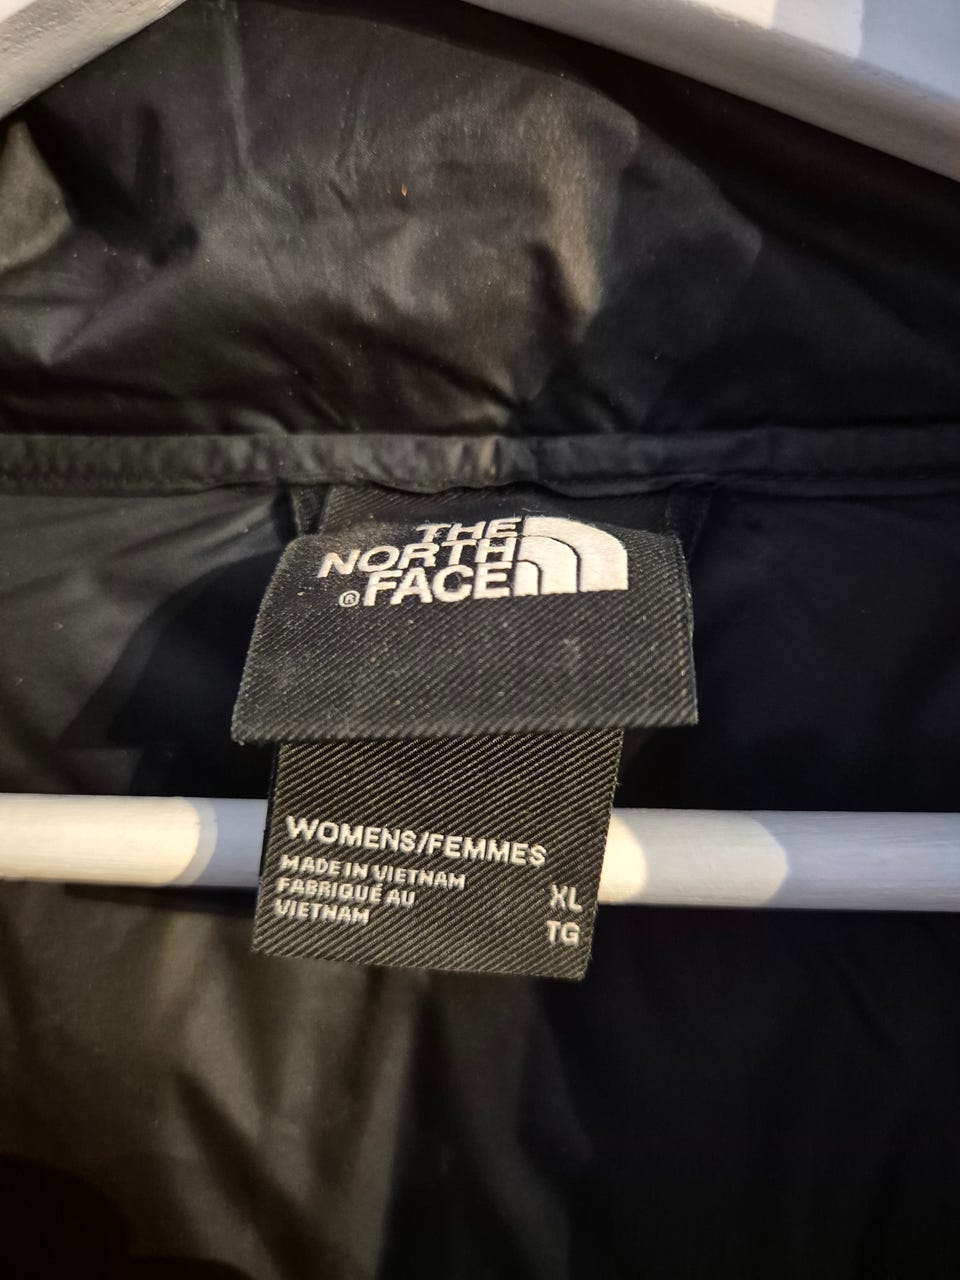 THE
NORTH
® FACE
WOMENS/FEMMES
MADE IN VIETNAM
FABRIQUÉ AU
VIETNAM
XL
TG